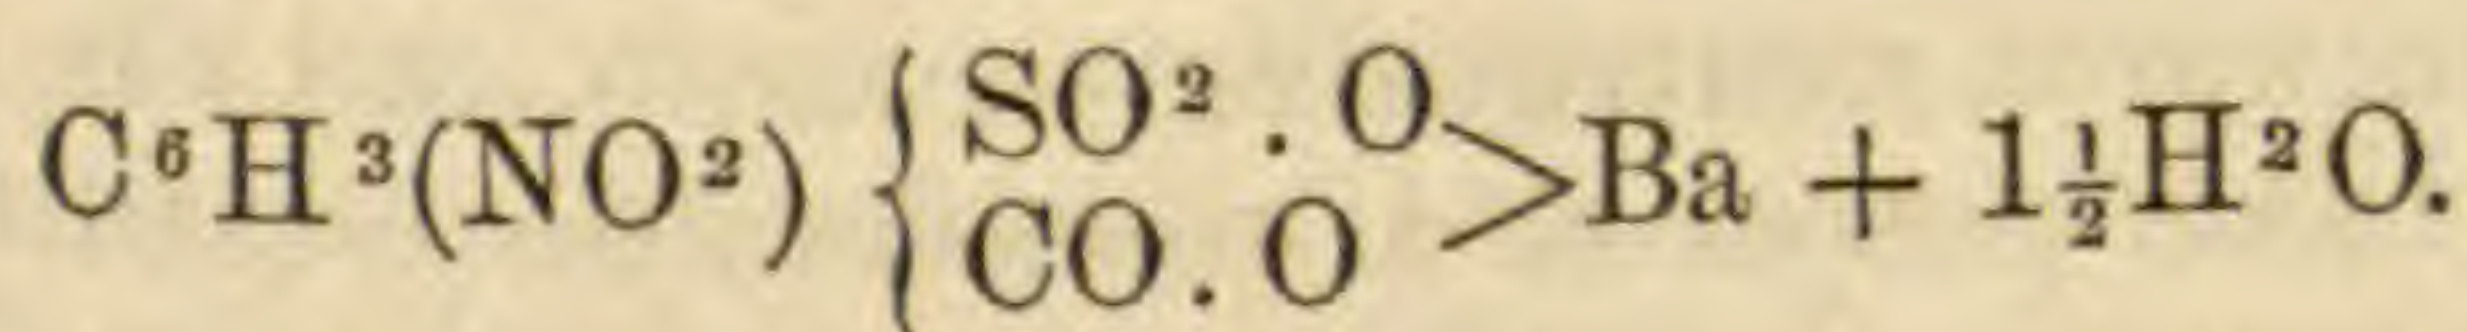 C⁶H³(NO²) { SO² . O > Ba + 1½H²O.
CO . O